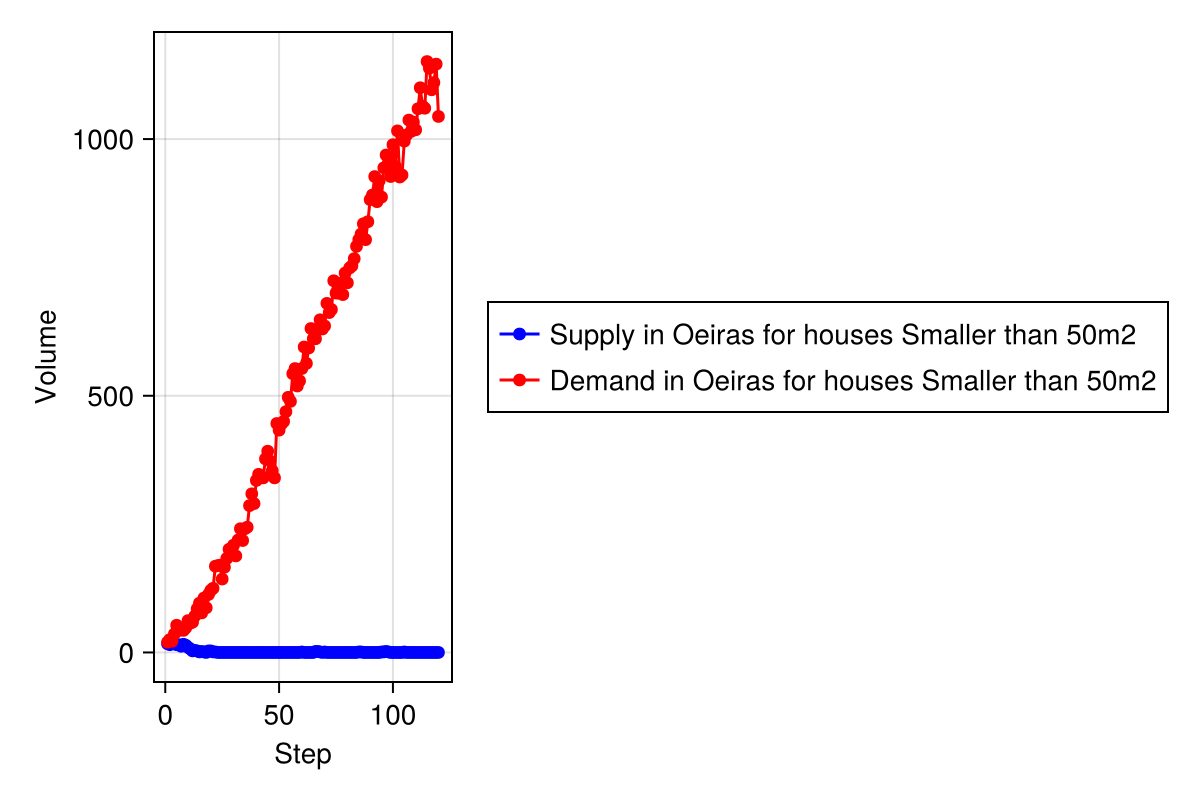 1000
500
0
Volume
0 50 100
Step
Supply in Oeiras for houses Smaller than 50m2
Demand in Oeiras for houses Smaller than 50m2